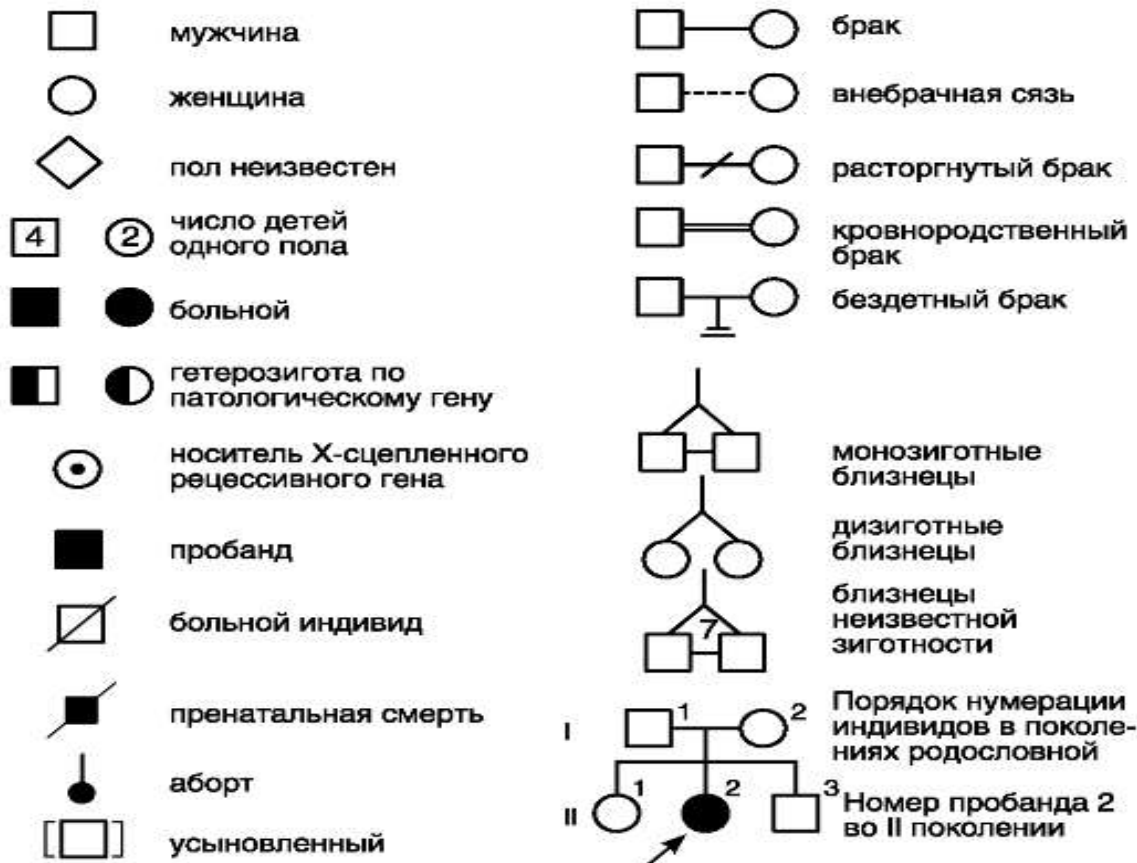 мужчина
женщина
пол неизвестен
4
2
число детей
одного пола
больной
гетерозигота по
патологическому гену
носитель X-сцепленного
рецессивного гена
пробанд
больной индивид
пренатальная смерть
аборт
усыновленный
брак
внебрачная сязь
расторгнутый брак
кровнородственный
брак
бездетный брак
монозиготные
близнецы
дизиготные
близнецы
7
близнецы
неизвестной
зиготности
I
1
2
Порядок нумерации
индивидов в поколе-
ниях родословной
II
1
2
3
Номер пробанда 2
во II поколении